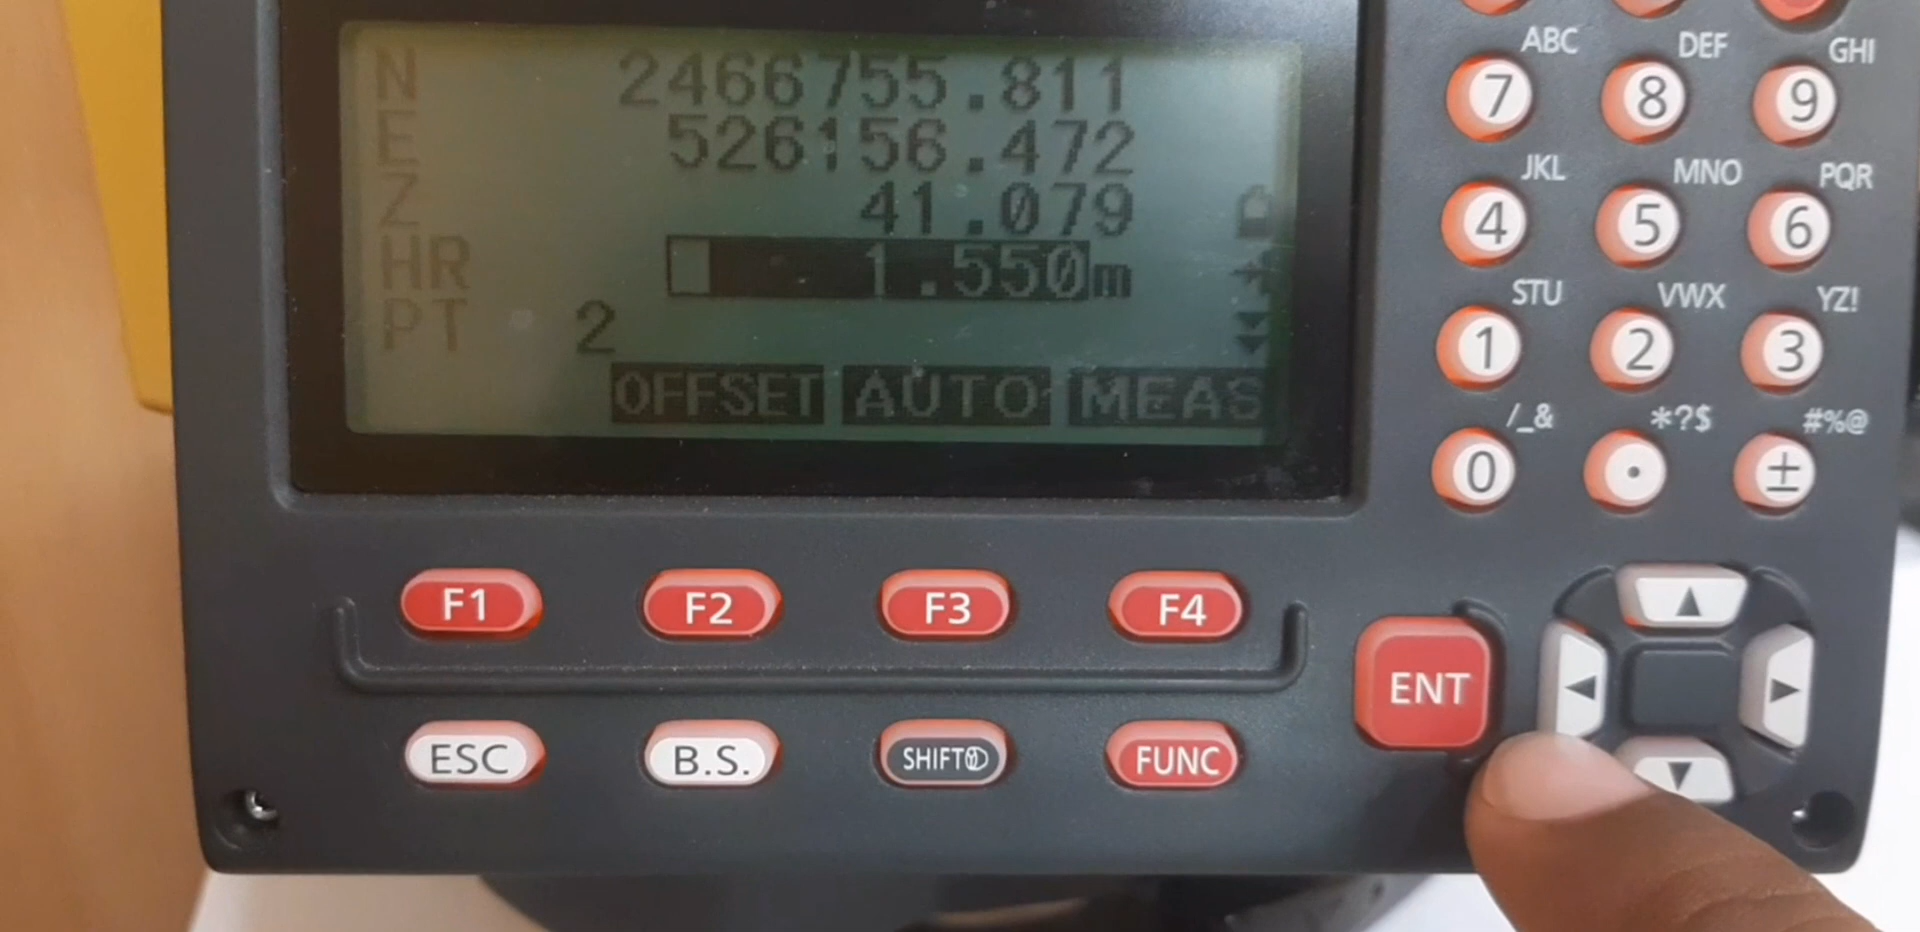 N 2466755.811
E 526156.472
Z 41.079
HR 1.550m
PT 2
OFFSET AUTO MEAS
ABC DEF GHI
7 8 9
JKL MNO PQR
4 5 6
STU VWX YZ!
1 2 3
/_& *?$ #%@
0 • ±
F1 F2 F3 F4
ENT
▲
◀ ▶
▼
ESC B.S. SHIFT FUNC